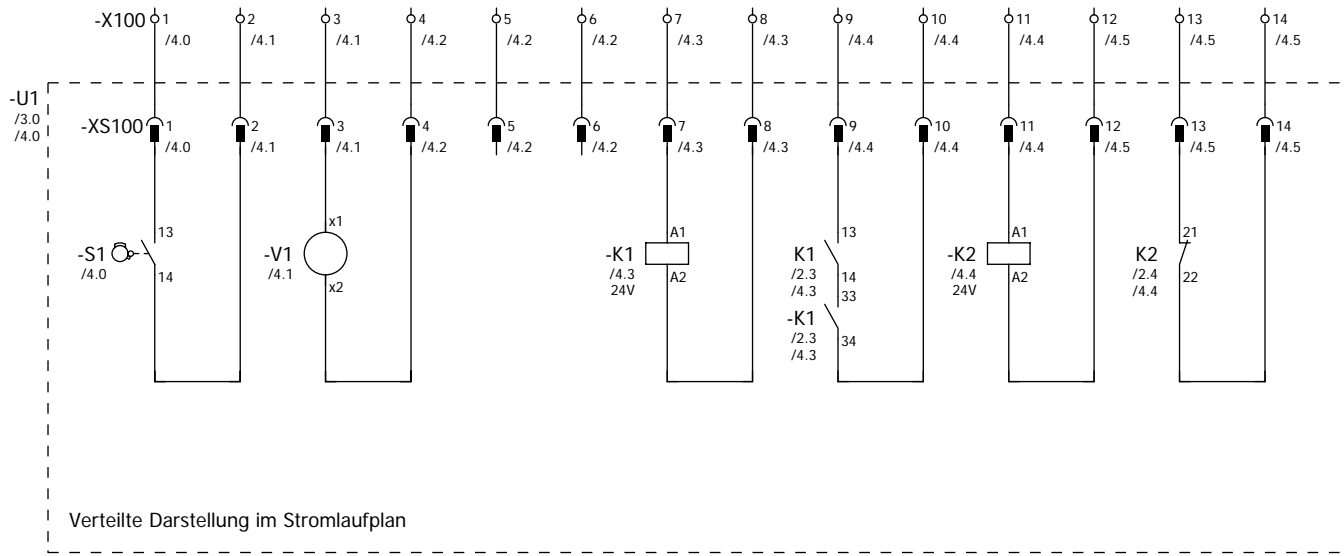 -X100 1 2 3 4 5 6 7 8 9 10 11 12 13 14
/4.0 /4.1 /4.1 /4.2 /4.2 /4.2 /4.3 /4.3 /4.4 /4.4 /4.4 /4.5 /4.5 /4.5
-U1
/3.0
/4.0
-XS100 1 2 3 4 5 6 7 8 9 10 11 12 13 14
/4.0 /4.1 /4.1 /4.2 /4.2 /4.2 /4.3 /4.3 /4.4 /4.4 /4.4 /4.5 /4.5 /4.5
-S1
/4.0
13
14
-V1
/4.1
x1
x2
-K1
/4.3
24V
A1
A2
K1
/2.3
/4.3
13
14
-K1
/2.3
/4.3
33
34
-K2
/4.4
24V
A1
A2
K2
/2.4
/4.4
21
22
Verteilte Darstellung im Stromlaufplan